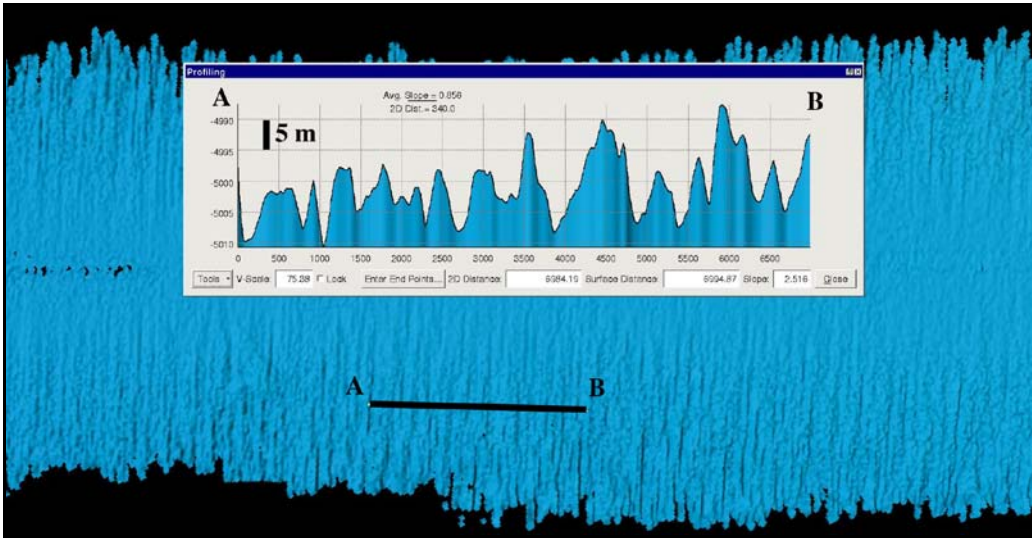 Profiling
A
Avg. Slope = 0.858
B
2D Dist. = 340.0
-4990
5 m
-4995
-5000
-5005
-5010
0 500 1000 1500 2000 2500 3000 3500 4000 4500 5000 5500 6000 6500
Tools V-Scale: 75.38 Lock Enter End Points... 2D Distance: 6984.19 Surface Distance: 6994.87 Slope: 2.516 Close
A B